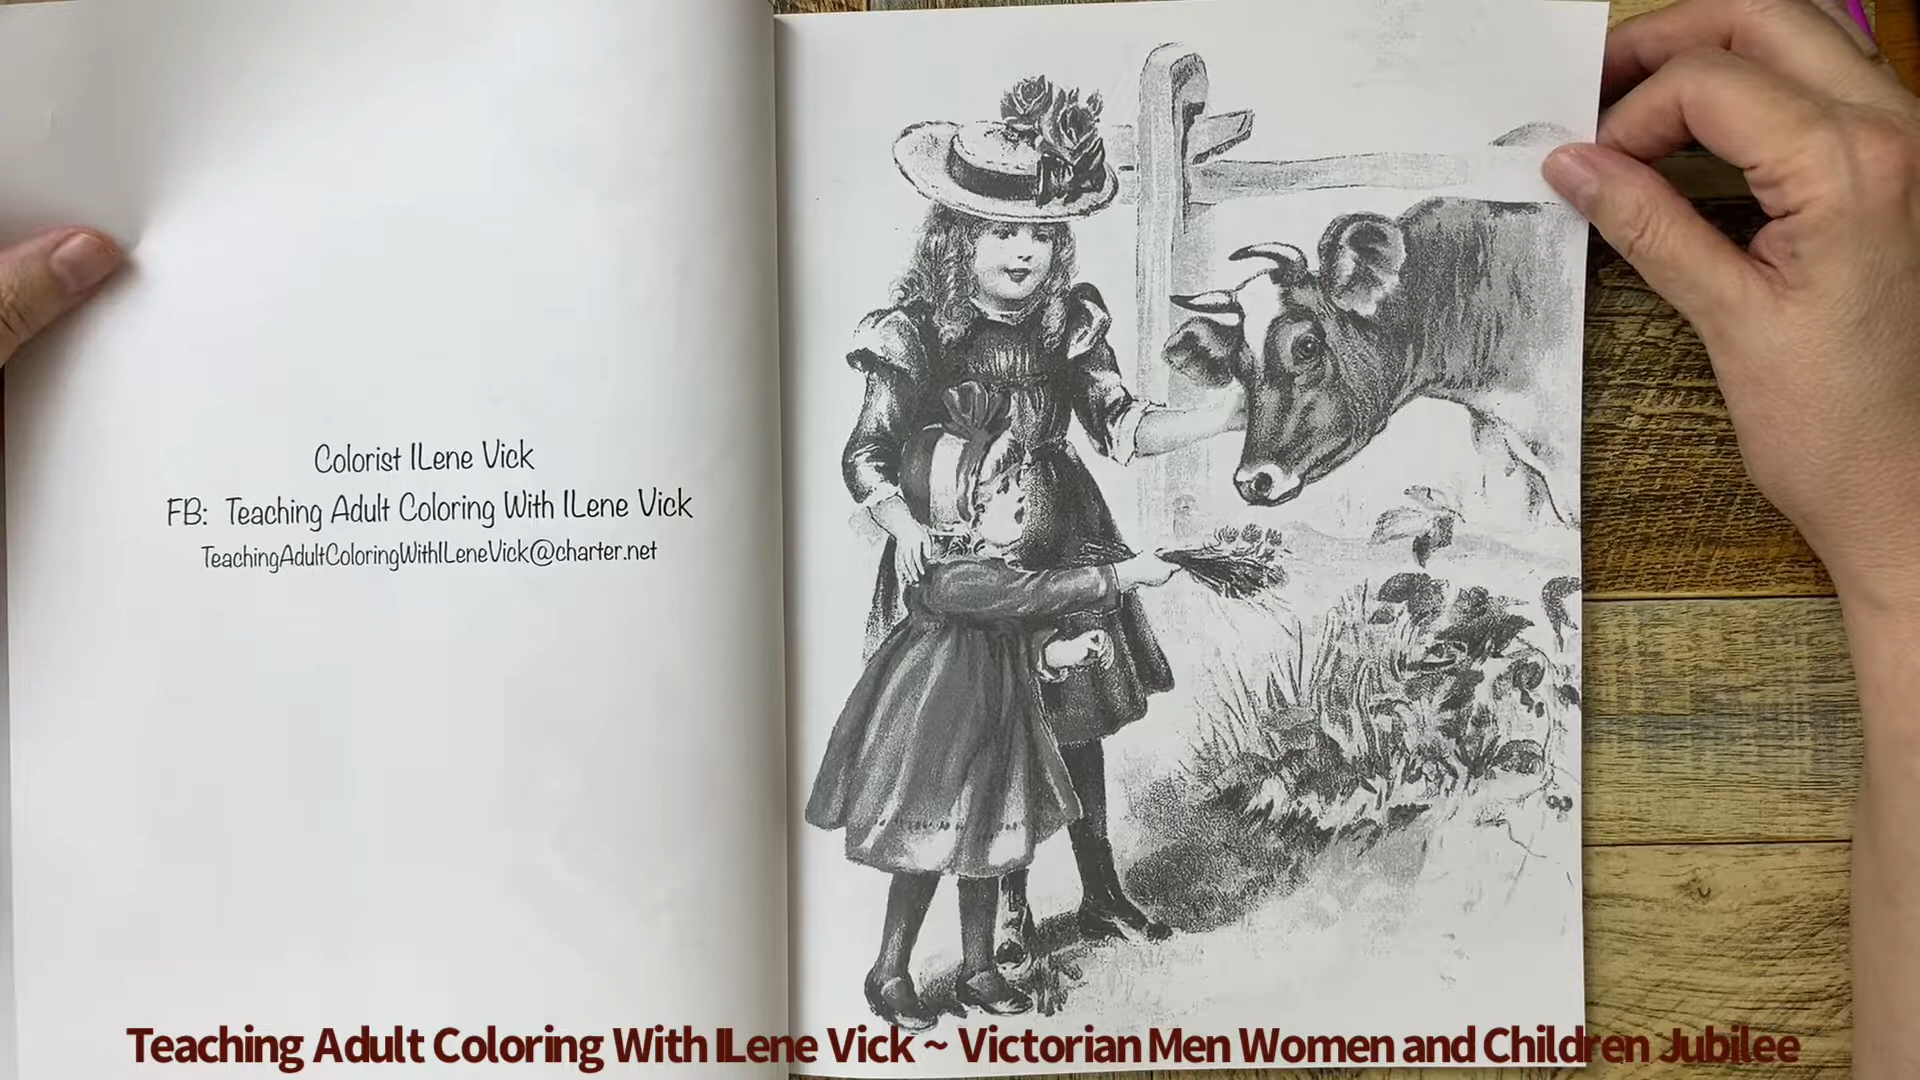 Colorist ILene Vick
FB: Teaching Adult Coloring With ILene Vick
TeachingAdultColoringWithILeneVick@charter.net
Teaching Adult Coloring With ILene Vick ~ Victorian Men Women and Children Jubilee